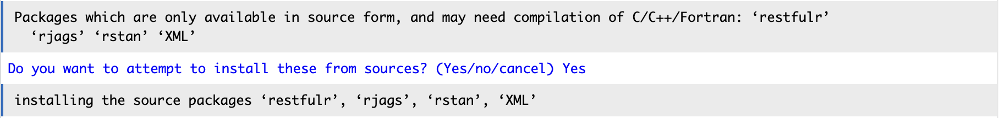 Packages which are only available in source form, and may need compilation of C/C++/Fortran: ‘restfulr’
‘rjags’ ‘rstan’ ‘XML’
Do you want to attempt to install these from sources? (Yes/no/cancel) Yes
installing the source packages ‘restfulr’, ‘rjags’, ‘rstan’, ‘XML’